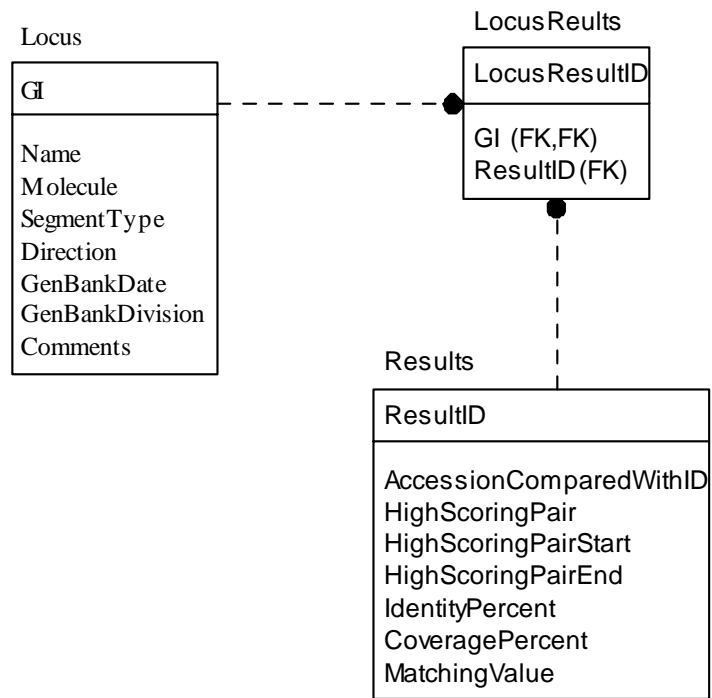 Locus
GI
Name
Molecule
SegmentType
Direction
GenBankDate
GenBankDivision
Comments
LocusReults
LocusResultID
GI (FK,FK)
ResultID(FK)
Results
ResultID
AccessionComparedWithID
HighScoringPair
HighScoringPairStart
HighScoringPairEnd
IdentityPercent
CoveragePercent
MatchingValue